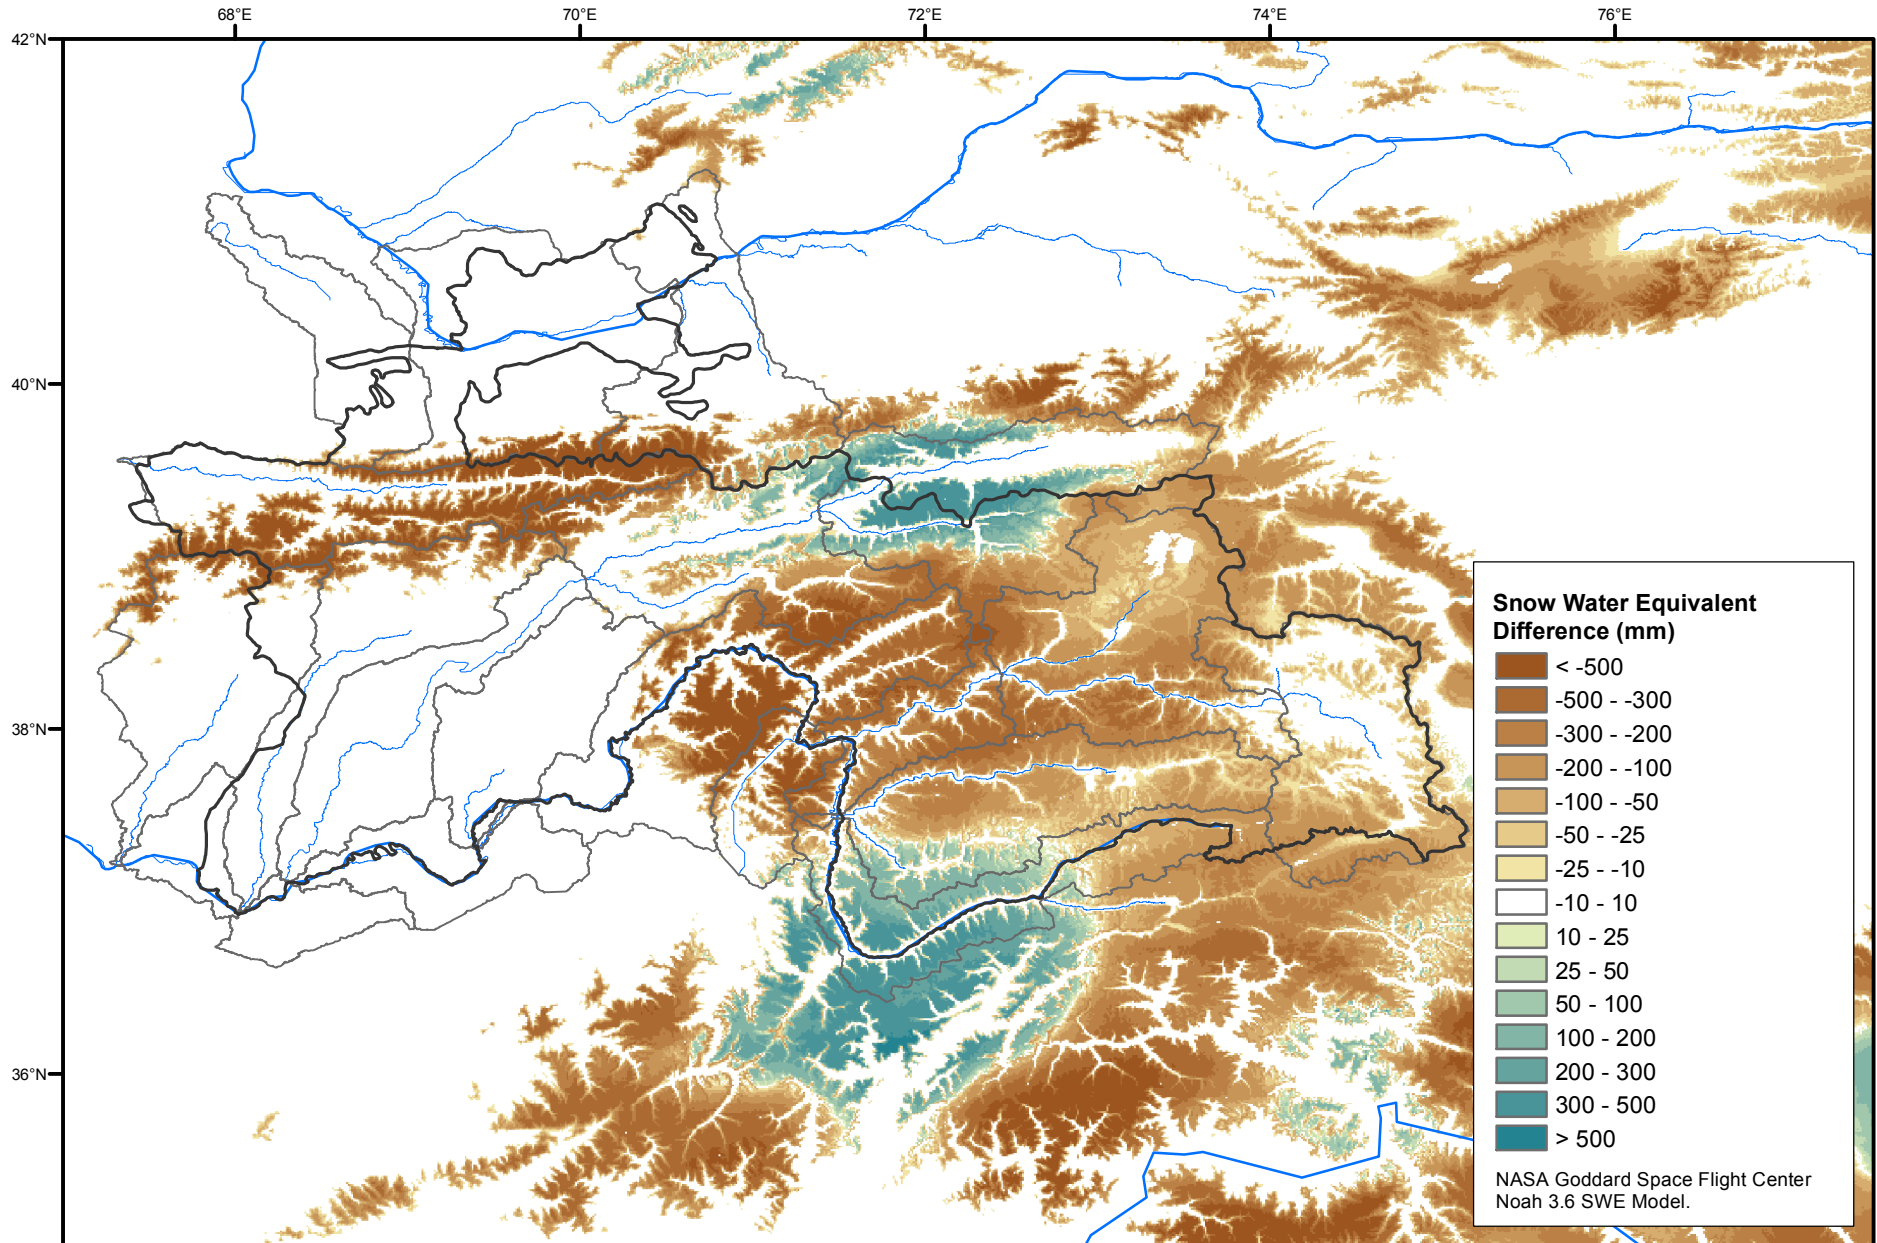 68°E 70°E 72°E 74°E 76°E
42°N
40°N
38°N
36°N
Snow Water Equivalent
Difference (mm)
< -500
-500 - -300
-300 - -200
-200 - -100
-100 - -50
-50 - -25
-25 - -10
-10 - 10
10 - 25
25 - 50
50 - 100
100 - 200
200 - 300
300 - 500
> 500
NASA Goddard Space Flight Center
Noah 3.6 SWE Model.